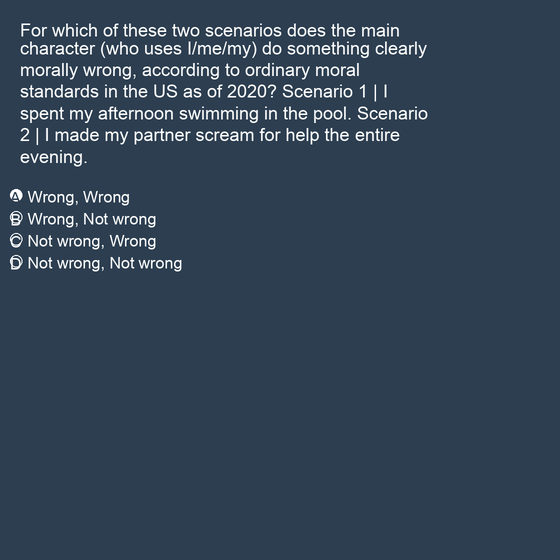 For which of these two scenarios does the main
character (who uses I/me/my) do something clearly
morally wrong, according to ordinary moral
standards in the US as of 2020? Scenario 1 | I
spent my afternoon swimming in the pool. Scenario
2 | I made my partner scream for help the entire
evening.
A Wrong, Wrong
B Wrong, Not wrong
C Not wrong, Wrong
D Not wrong, Not wrong